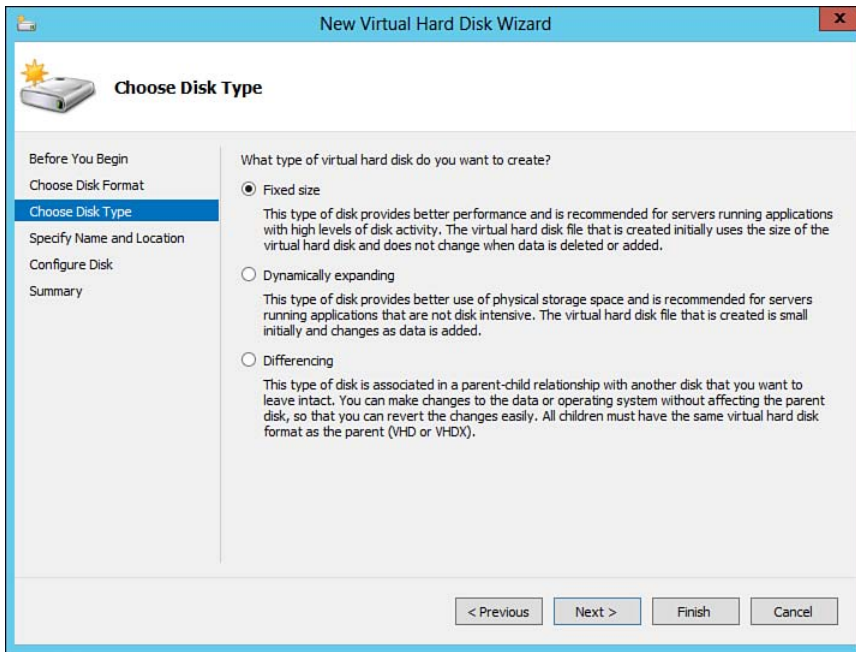 New Virtual Hard Disk Wizard
x
Choose Disk Type
Before You Begin
Choose Disk Format
Choose Disk Type
Specify Name and Location
Configure Disk
Summary
What type of virtual hard disk do you want to create?
Fixed size
This type of disk provides better performance and is recommended for servers running applications
with high levels of disk activity. The virtual hard disk file that is created initially uses the size of the
virtual hard disk and does not change when data is deleted or added.
Dynamically expanding
This type of disk provides better use of physical storage space and is recommended for servers
running applications that are not disk intensive. The virtual hard disk file that is created is small
initially and changes as data is added.
Differencing
This type of disk is associated in a parent-child relationship with another disk that you want to
leave intact. You can make changes to the data or operating system without affecting the parent
disk, so that you can revert the changes easily. All children must have the same virtual hard disk
format as the parent (VHD or VHDX).
< Previous
Next >
Finish
Cancel